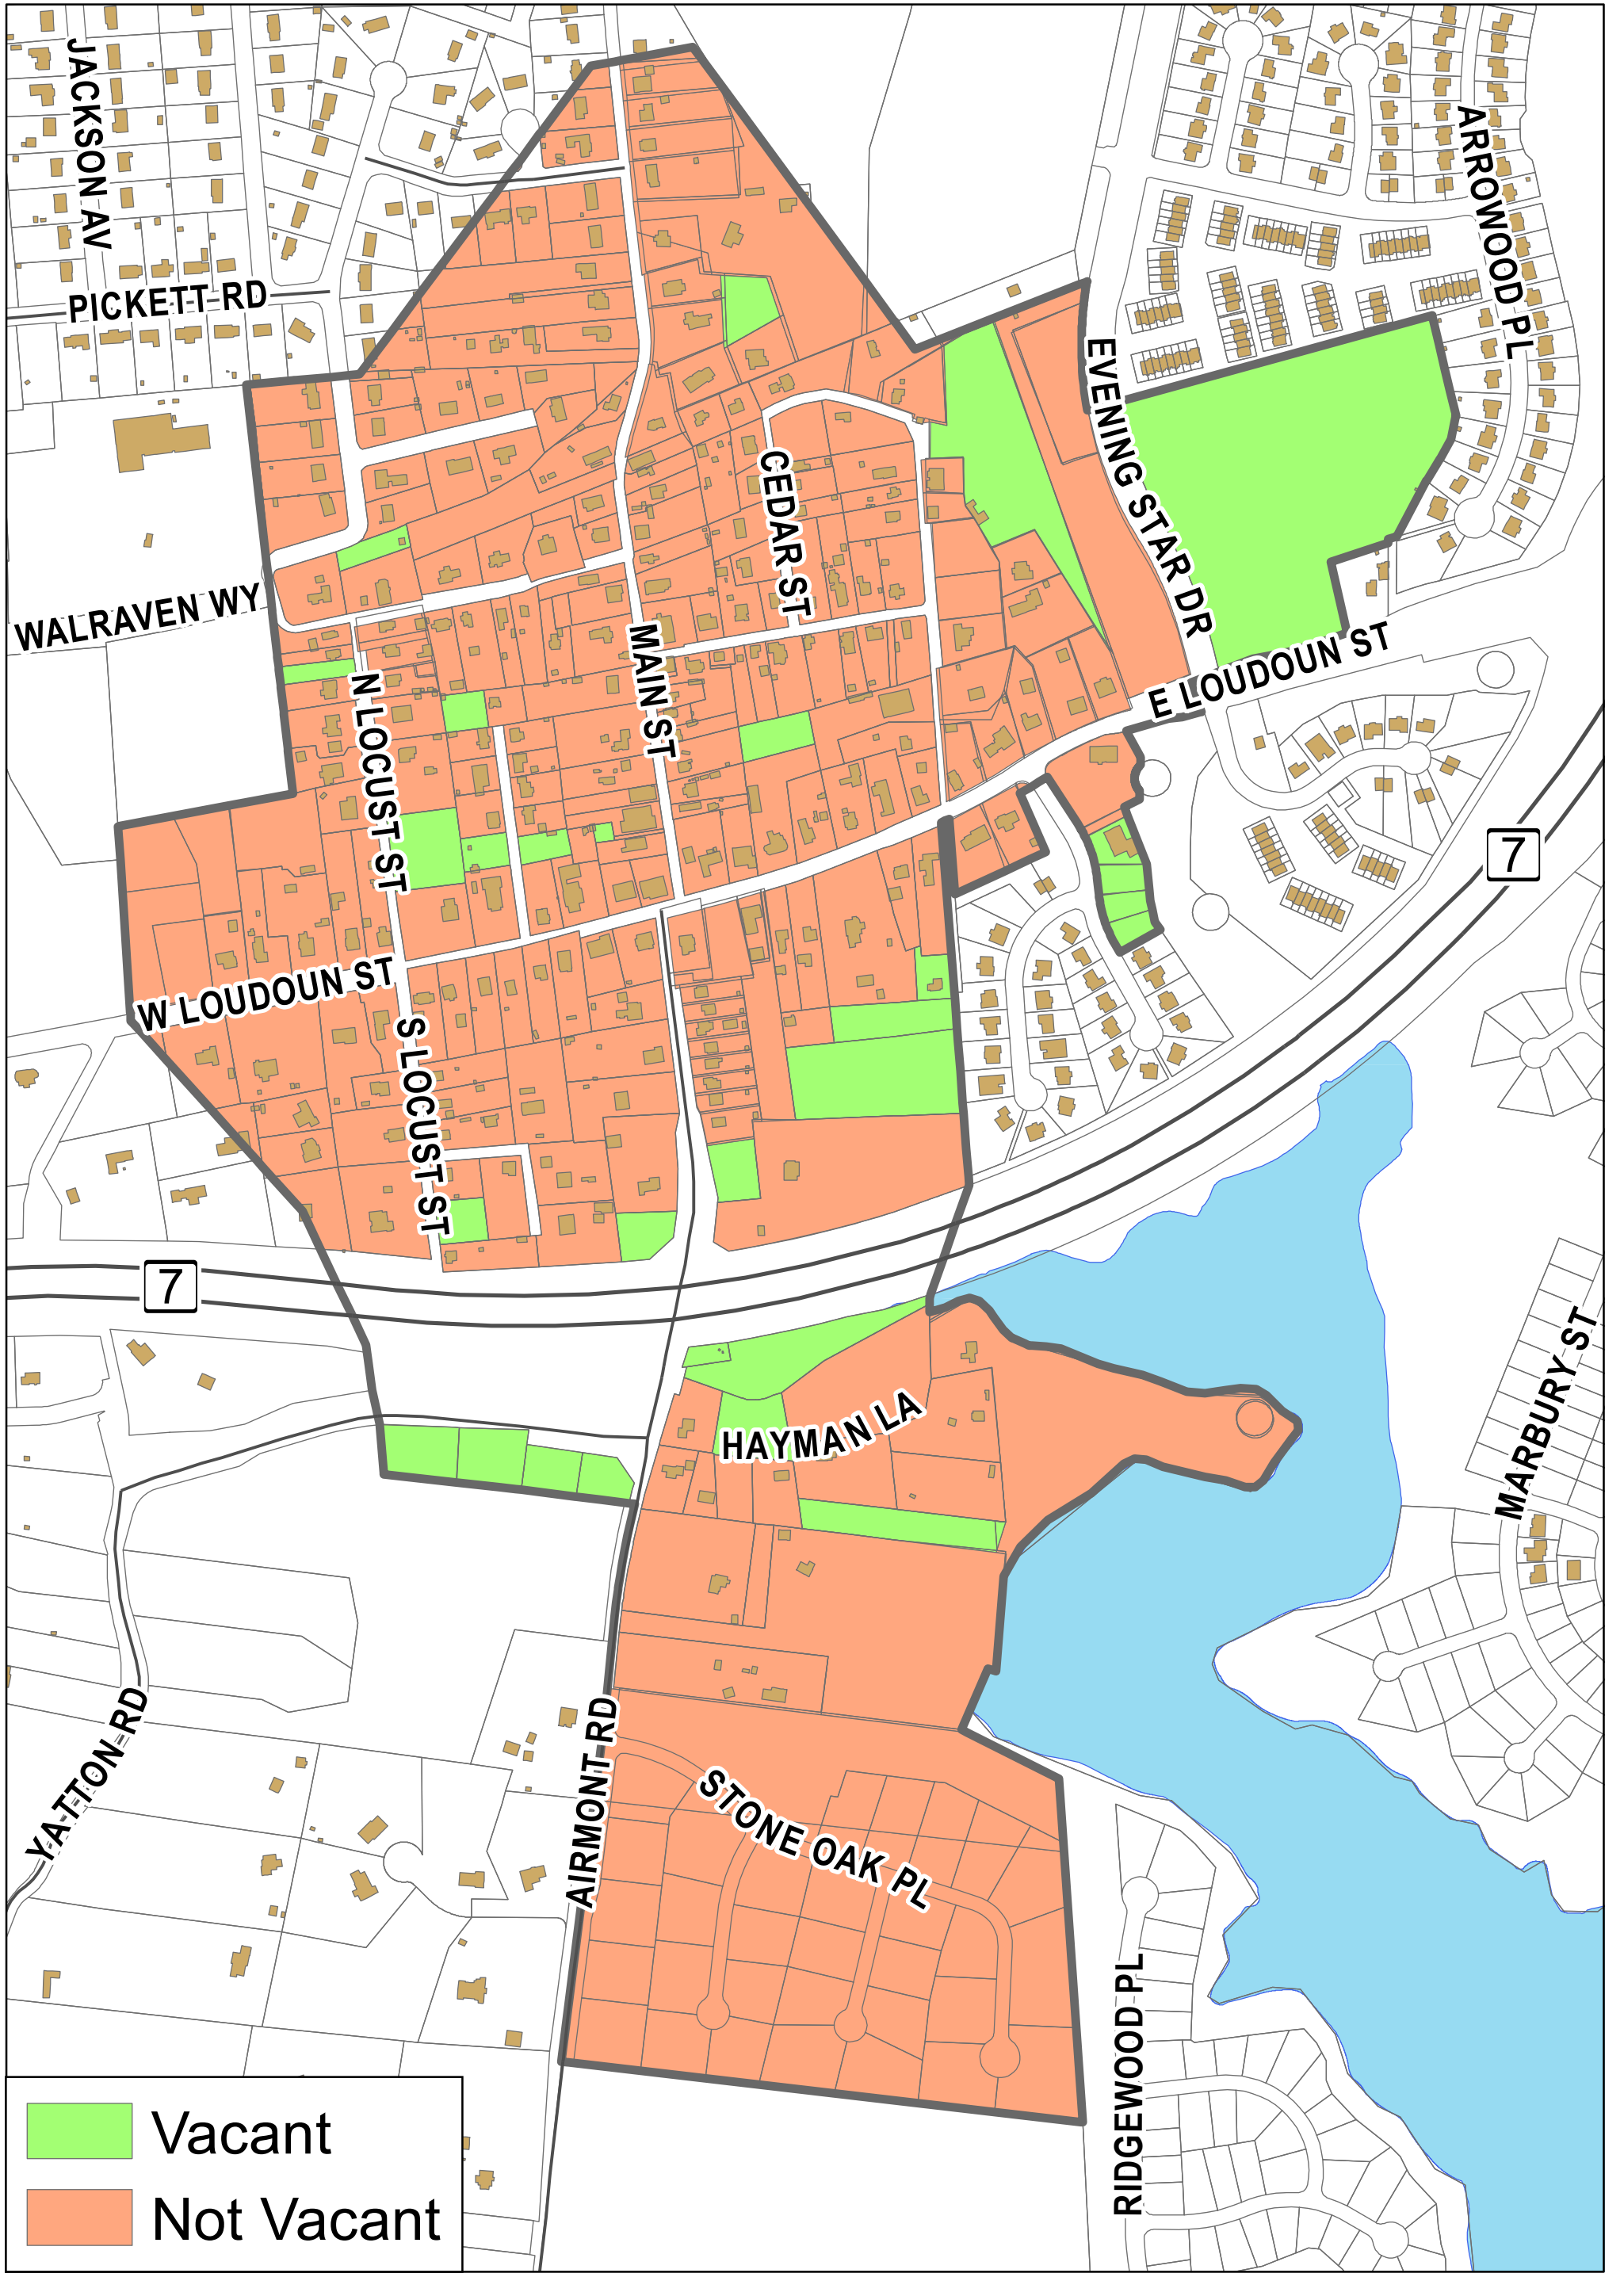 JACKSON AV
ARROWOOD PL
PICKETT RD
EVENING STAR DR
CEDAR ST
WALRAVEN WY
MAIN ST
E LOUDOUN ST
N LOCUST ST
7
W LOUDOUN ST
S LOCUST ST
7
HAYMAN LA
MARBURY ST
YATTON RD
AIRMONT RD
STONE OAK PL
RIDGEWOOD PL
Vacant
Not Vacant